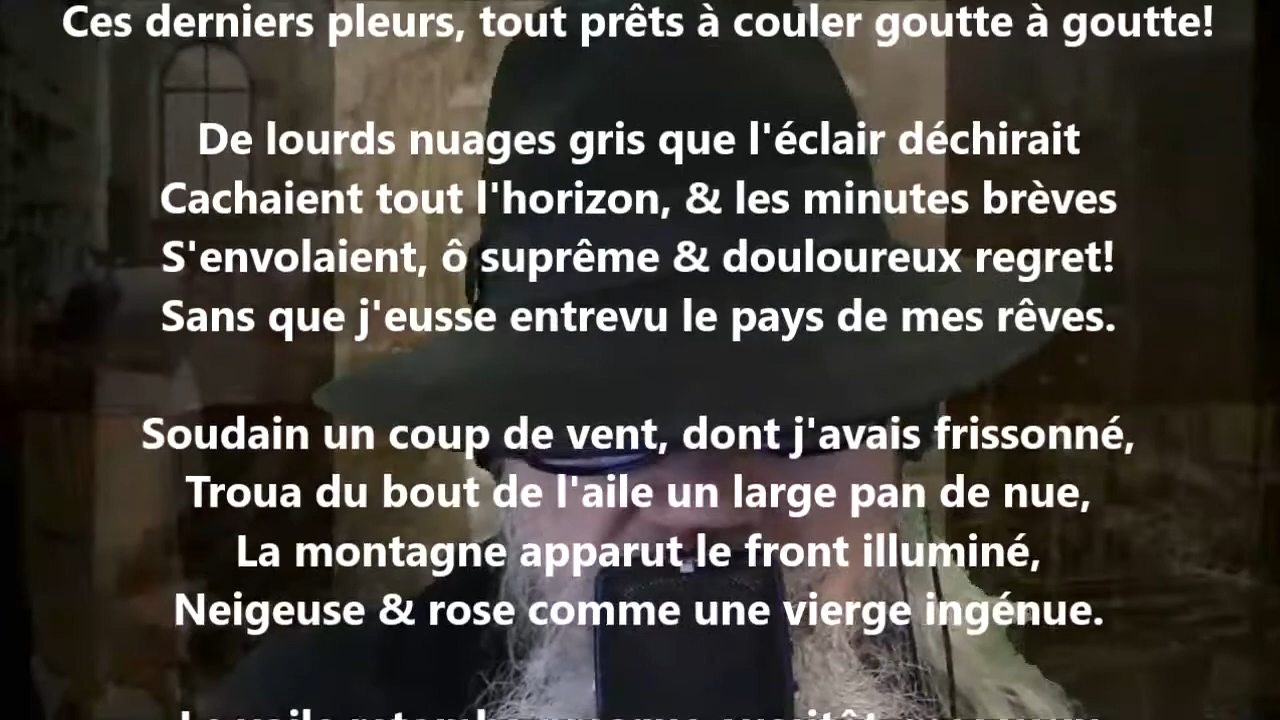 Ces derniers pleurs, tout prêts à couler goutte à goutte!
De lourds nuages gris que l'éclair déchirait
Cachaient tout l'horizon, & les minutes brèves
S'envolaient, ô suprême & douloureux regret!
Sans que j'eusse entrevu le pays de mes rêves.
Soudain un coup de vent, dont j'avais frissonné,
Troua du bout de l'aile un large pan de nue,
La montagne apparut le front illuminé,
Neigeuse & rose comme une vierge ingénue.